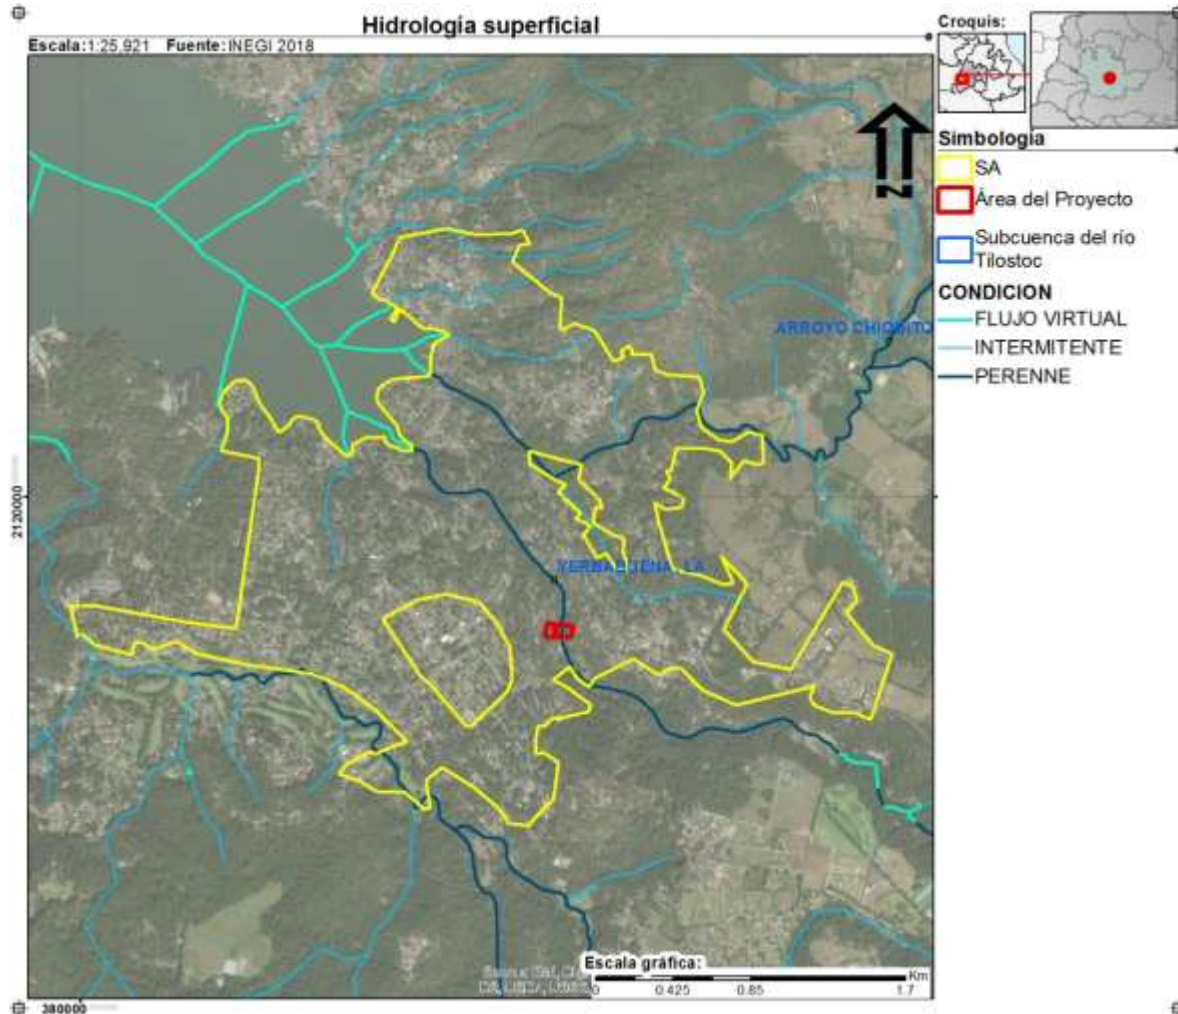 Hidrología superficial
Escala:1:25,921 Fuente:INEGI 2018
Croquis:
N
Simbología
SA
Área del Proyecto
Subcuenca del río
Tilostoc
CONDICION
FLUJO VIRTUAL
INTERMITENTE
PERENNE
ARROYO CHIQUITO
YERBABUENA, LA
2120000
Escala gráfica:
Km
0 0.425 0.85 1.7
380000